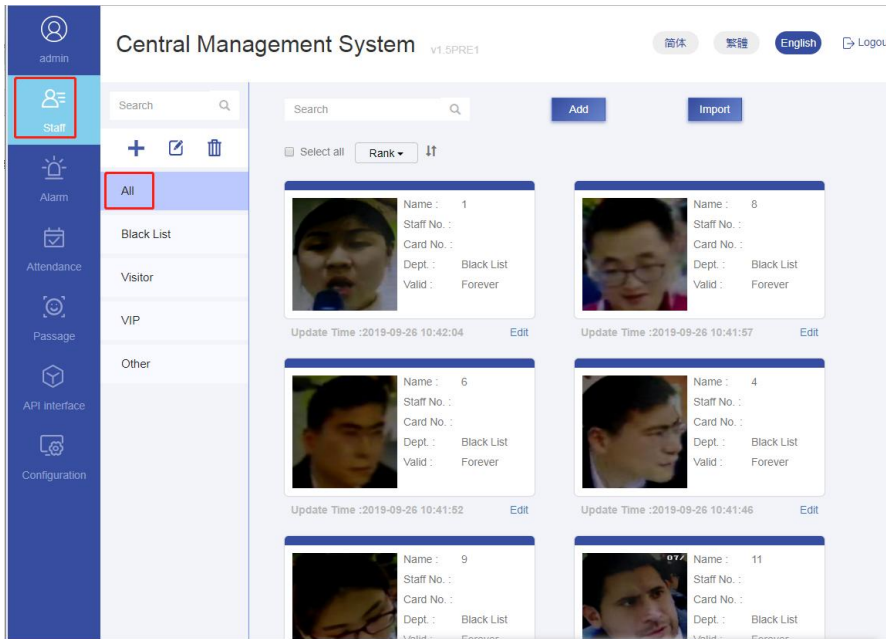 admin
Central Management System v1.5PRE1
简体 繁體 English Logou
Staff
Alarm
Attendance
Passage
API interface
Configuration
Search
All
Black List
Visitor
VIP
Other
Search Add Import
Select all Rank
Name : 1
Staff No. :
Card No. :
Dept. : Black List
Valid : Forever
Update Time :2019-09-26 10:42:04 Edit
Name : 8
Staff No. :
Card No. :
Dept. : Black List
Valid : Forever
Update Time :2019-09-26 10:41:57 Edit
Name : 6
Staff No. :
Card No. :
Dept. : Black List
Valid : Forever
Update Time :2019-09-26 10:41:52 Edit
Name : 4
Staff No. :
Card No. :
Dept. : Black List
Valid : Forever
Update Time :2019-09-26 10:41:46 Edit
Name : 9
Staff No. :
Card No. :
Dept. : Black List
Valid : Forever
07/
Name : 11
Staff No. :
Card No. :
Dept. : Black List
Valid : Forever